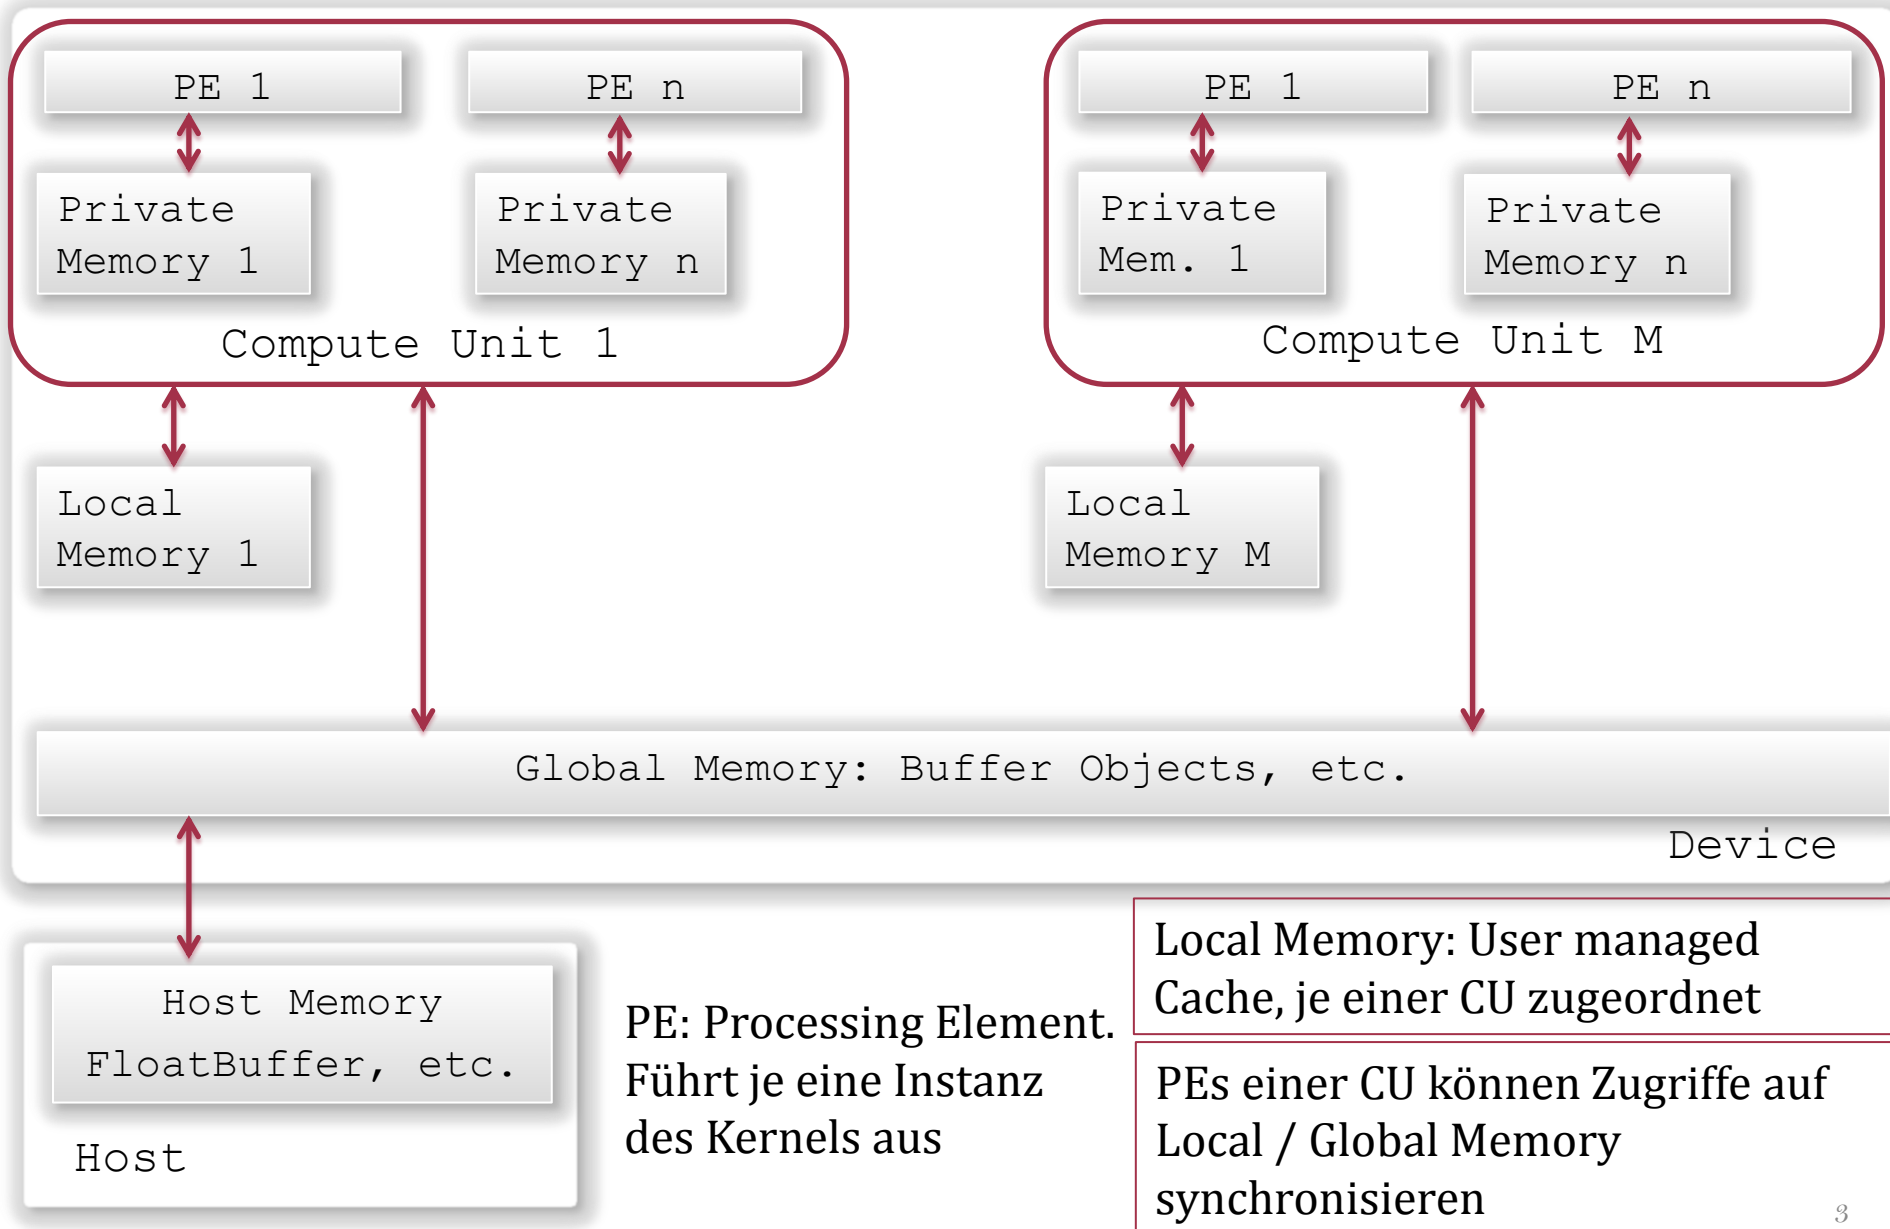 PE 1
PE n
PE 1
PE n
Private
Memory 1
Private
Memory n
Private
Mem. 1
Private
Memory n
Compute Unit 1
Compute Unit M
Local
Memory 1
Local
Memory M
Global Memory: Buffer Objects, etc.
Device
Host Memory
FloatBuffer, etc.
Host
PE: Processing Element.
Führt je eine Instanz
des Kernels aus
Local Memory: User managed
Cache, je einer CU zugeordnet
PEs einer CU können Zugriffe auf
Local / Global Memory
synchronisieren
3